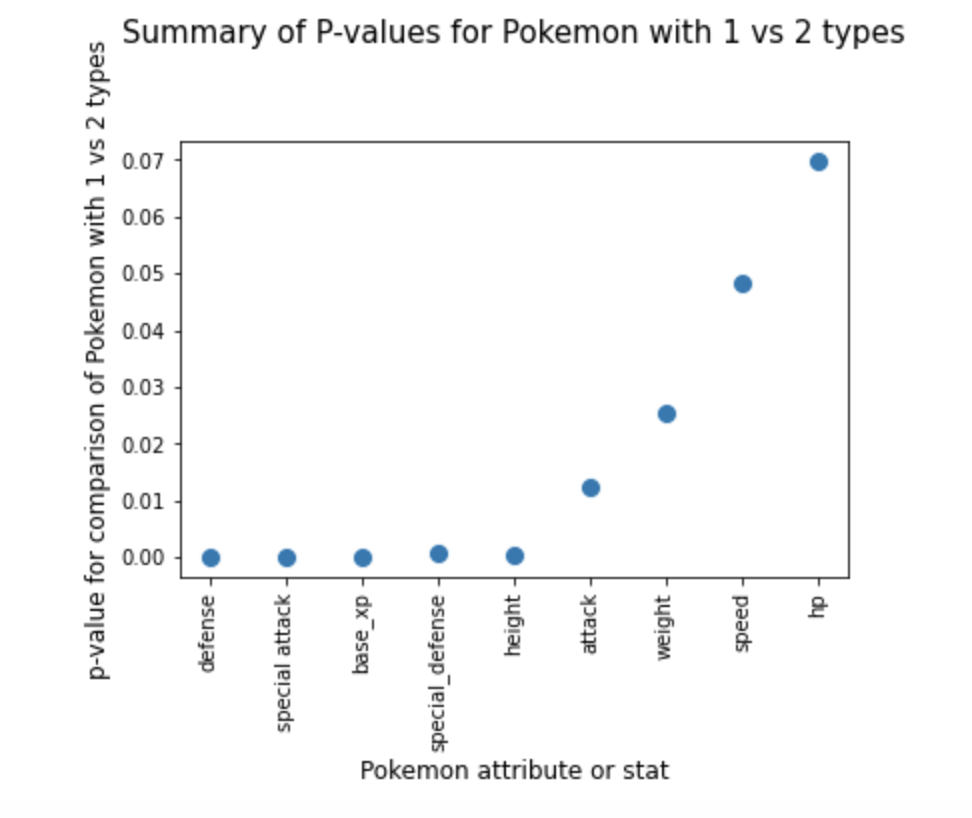 Summary of P-values for Pokemon with 1 vs 2 types
p-value for comparison of Pokemon with 1 vs 2 types
0.07
0.06
0.05
0.04
0.03
0.02
0.01
0.00
defense
special attack
base_xp
special_defense
height
attack
weight
speed
hp
Pokemon attribute or stat